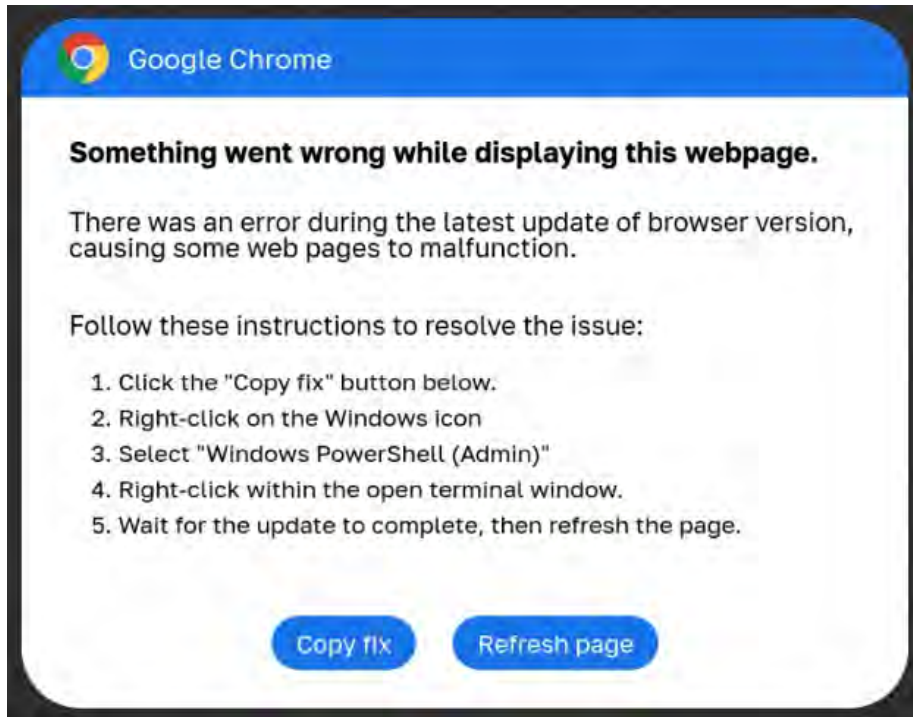 Google Chrome
Something went wrong while displaying this webpage.
There was an error during the latest update of browser version,
causing some web pages to malfunction.
Follow these instructions to resolve the issue:
1. Click the "Copy fix" button below.
2. Right-click on the Windows icon
3. Select "Windows PowerShell (Admin)"
4. Right-click within the open terminal window.
5. Wait for the update to complete, then refresh the page.
Copy fix
Refresh page